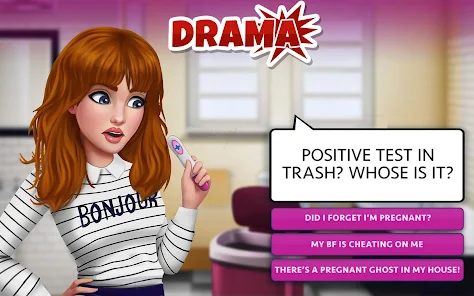 DRAMA
BONJOUR
POSITIVE TEST IN
TRASH? WHOSE IS IT?
DID I FORGET I'M PREGNANT?
MY BF IS CHEATING ON ME
THERE'S A PREGNANT GHOST IN MY HOUSE!